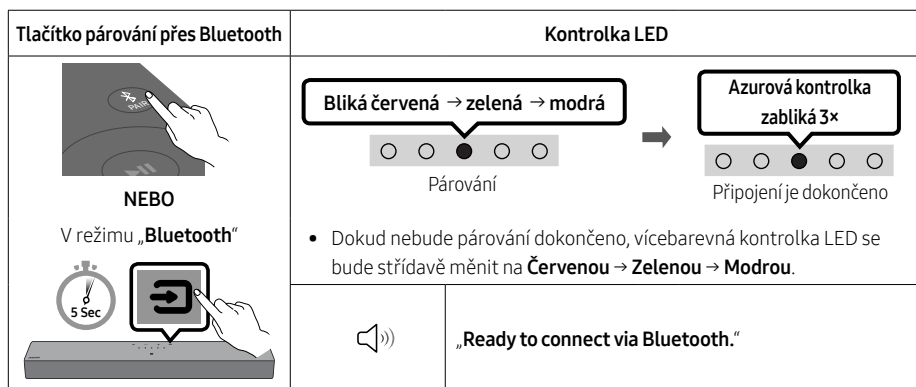 Tlačítko párování přes Bluetooth
Kontrolka LED
PAIR
NEBO
V režimu „Bluetooth“
5 Sec
Bliká červená → zelená → modrá
Párování
Azurová kontrolka
zabliká 3×
Připojení je dokončeno
• Dokud nebude párování dokončeno, vícebarevná kontrolka LED se
bude střídavě měnit na Červenou → Zelenou → Modrou.
„Ready to connect via Bluetooth.“